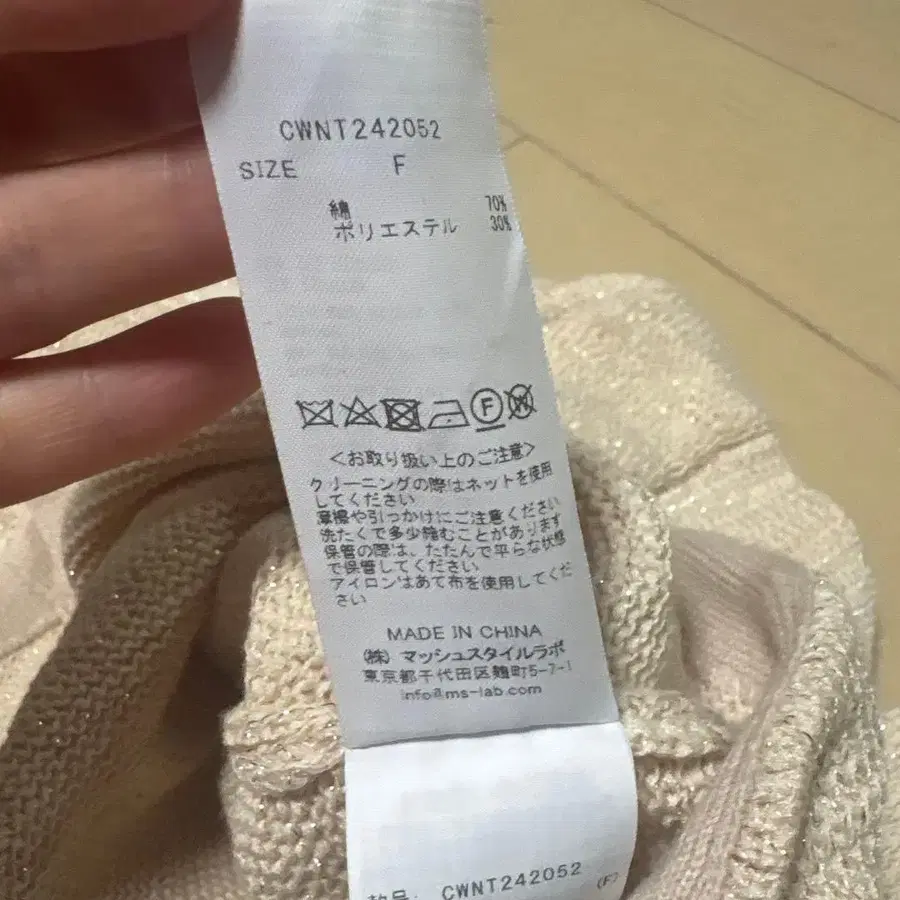 CWNT242052
SIZE F
綿 70%
ポリエステル 30%
F W
<お取り扱い上のご注意>
クリーニングの際はネットを使用
してください
摩擦や引っかけにご注意ください
洗たくで多少縮むことがあります
保管の際は、たたんで平らな状態
で保管してください
アイロンはあて布を使用してくだ
さい
MADE IN CHINA
(株) マッシュスタイルラボ
東京都千代田区麹町5-7-1
info@ms-lab.com
款号: CWNT242052 (F)